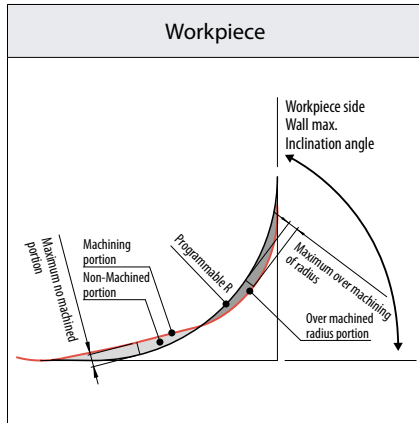 Workpiece
Workpiece side
Wall max.
Inclination angle
Maximum no machined
portion
Machining
portion
Non-Machined
portion
Programmable R
Maximum over machining
of radius
Over machined
radius portion